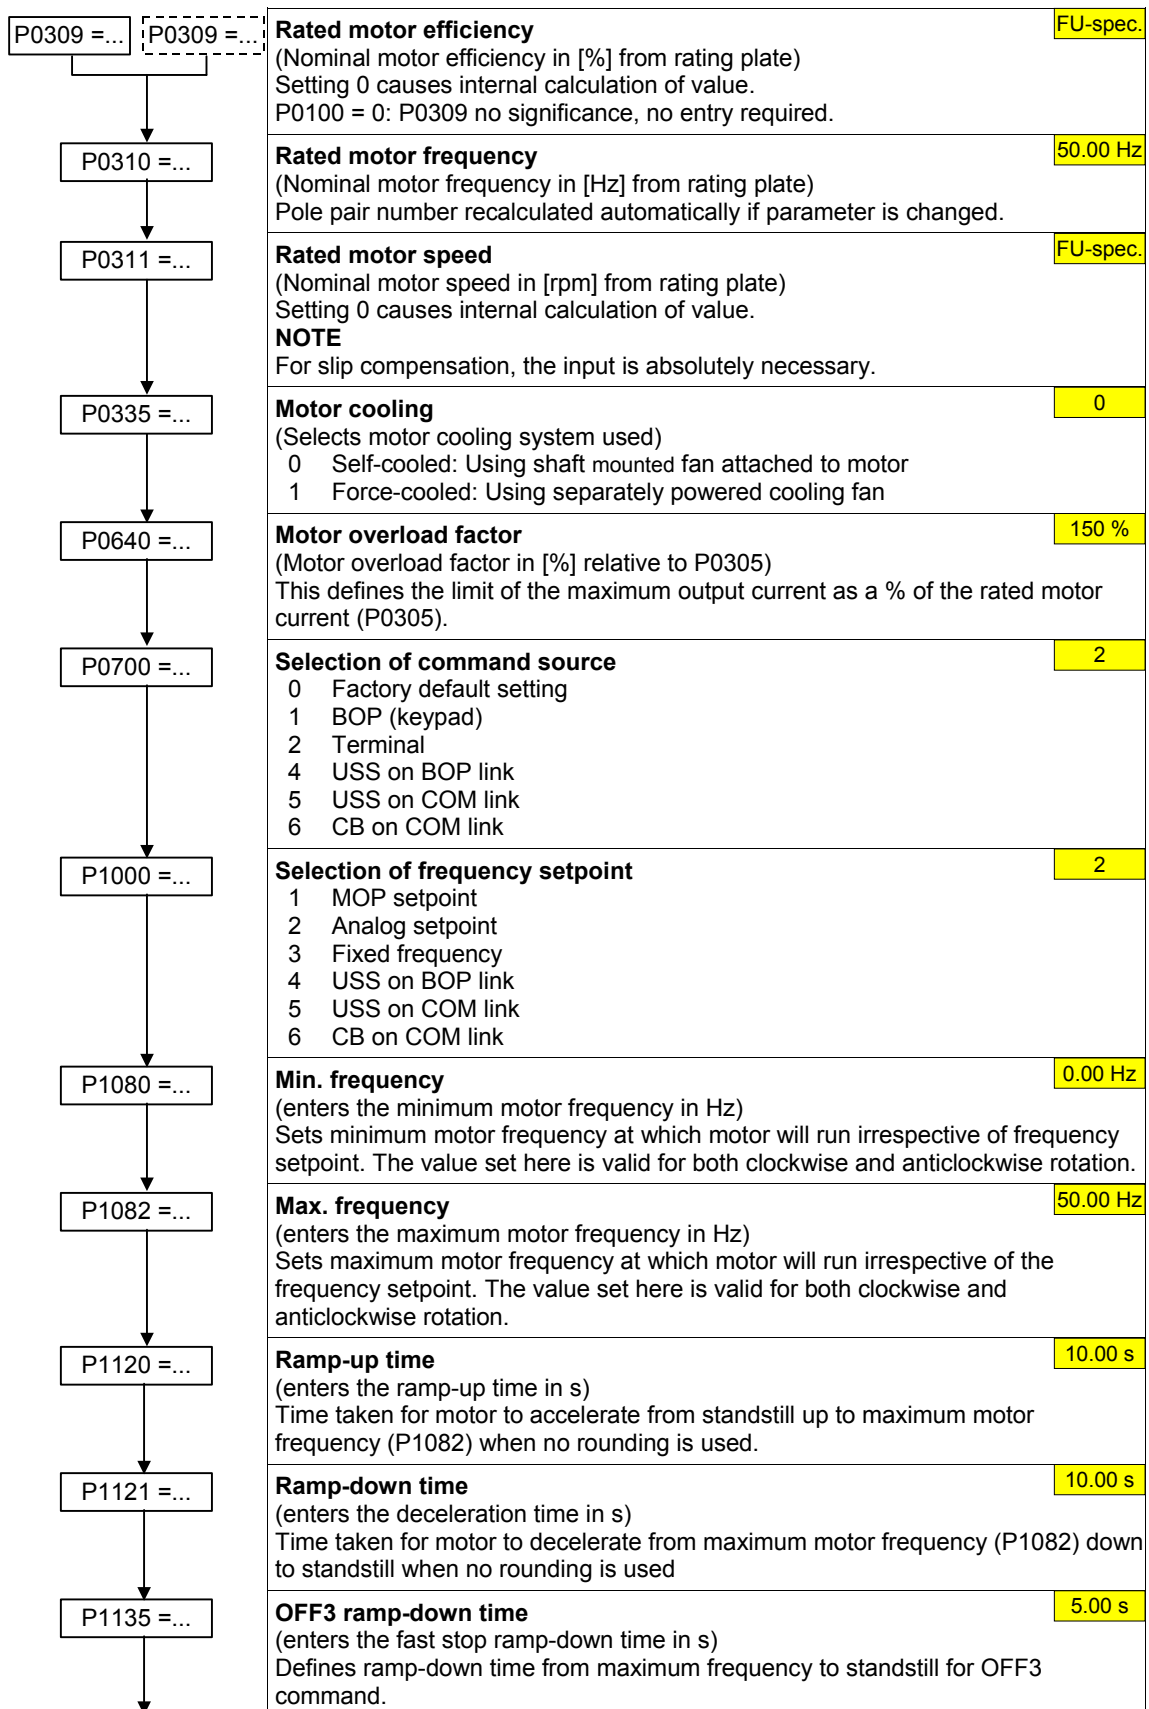 P0309 =... P0309 =... Rated motor efficiency FU-spec.
(Nominal motor efficiency in [%] from rating plate)
Setting 0 causes internal calculation of value.
P0100 = 0: P0309 no significance, no entry required.
P0310 =... Rated motor frequency 50.00 Hz
(Nominal motor frequency in [Hz] from rating plate)
Pole pair number recalculated automatically if parameter is changed.
P0311 =... Rated motor speed FU-spec.
(Nominal motor speed in [rpm] from rating plate)
Setting 0 causes internal calculation of value.
NOTE
For slip compensation, the input is absolutely necessary.
P0335 =... Motor cooling 0
(Selects motor cooling system used)
0 Self-cooled: Using shaft mounted fan attached to motor
1 Force-cooled: Using separately powered cooling fan
P0640 =... Motor overload factor 150 %
(Motor overload factor in [%] relative to P0305)
This defines the limit of the maximum output current as a % of the rated motor
current (P0305).
P0700 =... Selection of command source 2
0 Factory default setting
1 BOP (keypad)
2 Terminal
4 USS on BOP link
5 USS on COM link
6 CB on COM link
P1000 =... Selection of frequency setpoint 2
1 MOP setpoint
2 Analog setpoint
3 Fixed frequency
4 USS on BOP link
5 USS on COM link
6 CB on COM link
P1080 =... Min. frequency 0.00 Hz
(enters the minimum motor frequency in Hz)
Sets minimum motor frequency at which motor will run irrespective of frequency
setpoint. The value set here is valid for both clockwise and anticlockwise rotation.
P1082 =... Max. frequency 50.00 Hz
(enters the maximum motor frequency in Hz)
Sets maximum motor frequency at which motor will run irrespective of the
frequency setpoint. The value set here is valid for both clockwise and
anticlockwise rotation.
P1120 =... Ramp-up time 10.00 s
(enters the ramp-up time in s)
Time taken for motor to accelerate from standstill up to maximum motor
frequency (P1082) when no rounding is used.
P1121 =... Ramp-down time 10.00 s
(enters the deceleration time in s)
Time taken for motor to decelerate from maximum motor frequency (P1082) down
to standstill when no rounding is used
P1135 =... OFF3 ramp-down time 5.00 s
(enters the fast stop ramp-down time in s)
Defines ramp-down time from maximum frequency to standstill for OFF3
command.